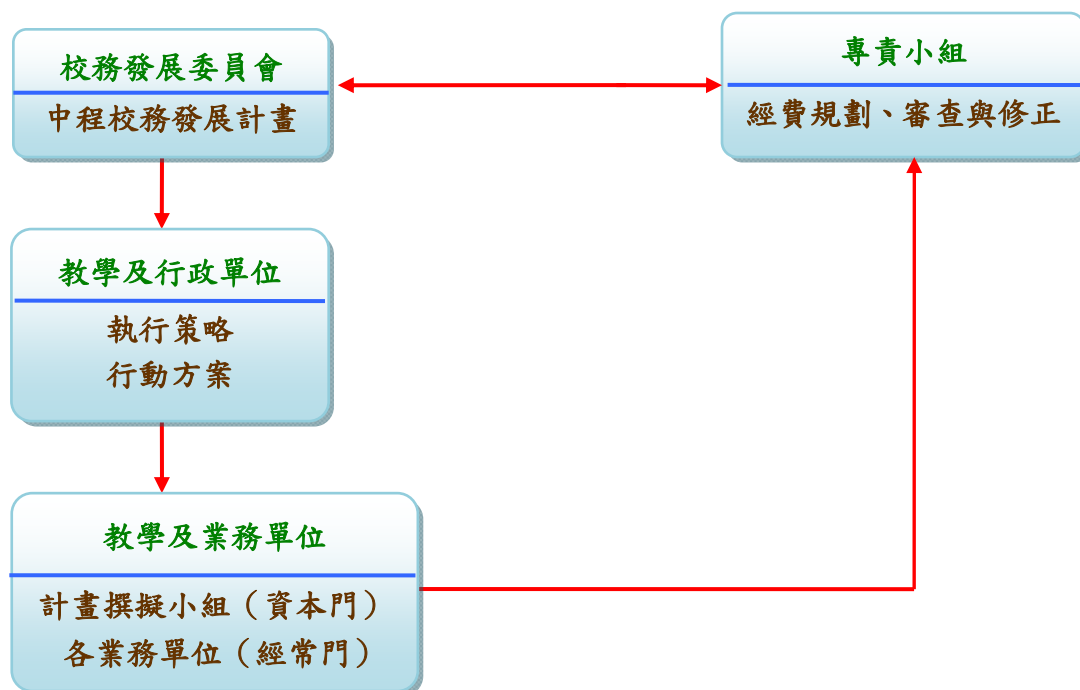 校務發展委員會
中程校務發展計畫
專責小組
經費規劃、審查與修正
教學及行政單位
執行策略
行動方案
教學及業務單位
計畫撰擬小組（資本門）
各業務單位（經常門）